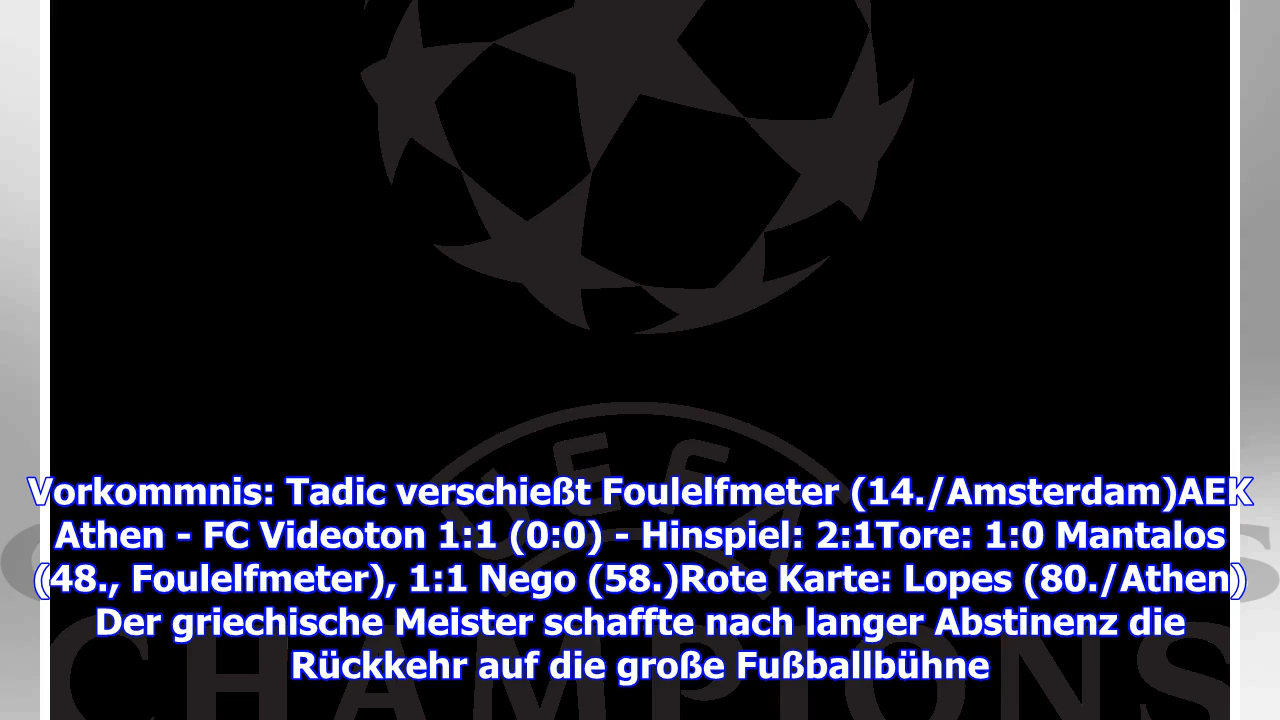 UEFA
CHAMPIONS
Vorkommnis: Tadic verschießt Foulelfmeter (14./Amsterdam)AEK
Athen - FC Videoton 1:1 (0:0) - Hinspiel: 2:1Tore: 1:0 Mantalos
(48., Foulelfmeter), 1:1 Nego (58.)Rote Karte: Lopes (80./Athen)
Der griechische Meister schaffte nach langer Abstinenz die
Rückkehr auf die große Fußballbühne